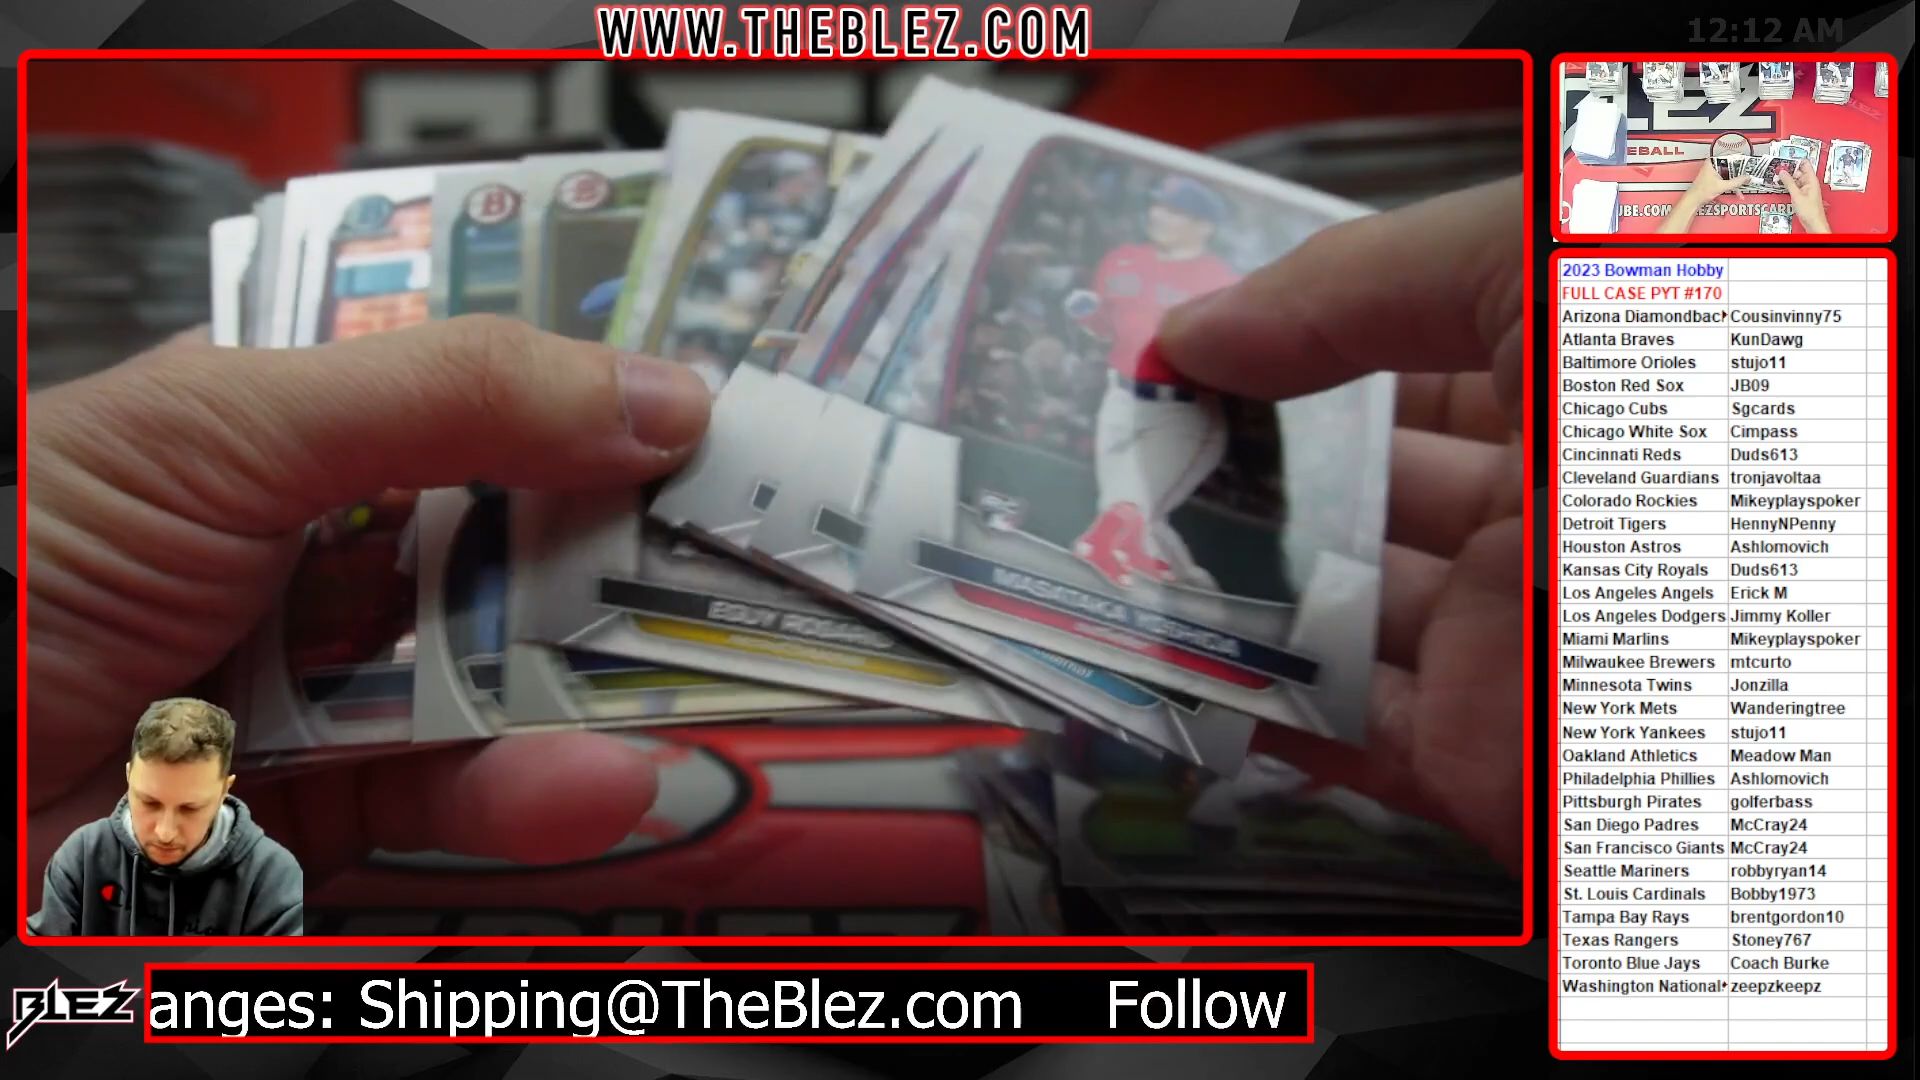 WWW.THEBLEZ.COM
12:12 AM
BLEZ
BASEBALL
2023 Bowman Hobby
FULL CASE PYT #170
Arizona Diamondbac Cousinvinny75
Atlanta Braves KunDawg
Baltimore Orioles stujo11
Boston Red Sox JB09
Chicago Cubs Sgcards
Chicago White Sox Cimpass
Cincinnati Reds Duds613
Cleveland Guardians tronjavoltaa
Colorado Rockies Mikeyplayspoker
Detroit Tigers HennyNPenny
Houston Astros Ashlomovich
Kansas City Royals Duds613
Los Angeles Angels Erick M
Los Angeles Dodgers Jimmy Koller
Miami Marlins Mikeyplayspoker
Milwaukee Brewers mtcurto
Minnesota Twins Jonzilla
New York Mets Wanderingtree
New York Yankees stujo11
Oakland Athletics Meadow Man
Philadelphia Phillies Ashlomovich
Pittsburgh Pirates golferbass
San Diego Padres McCray24
San Francisco Giants McCray24
Seattle Mariners robbyryan14
St. Louis Cardinals Bobby1973
Tampa Bay Rays brentgordon10
Texas Rangers Stoney767
Toronto Blue Jays Coach Burke
Washington National zeepzkeepz
MASATAKA YOSHIDA
BLEZ
anges: Shipping@TheBlez.com Follow